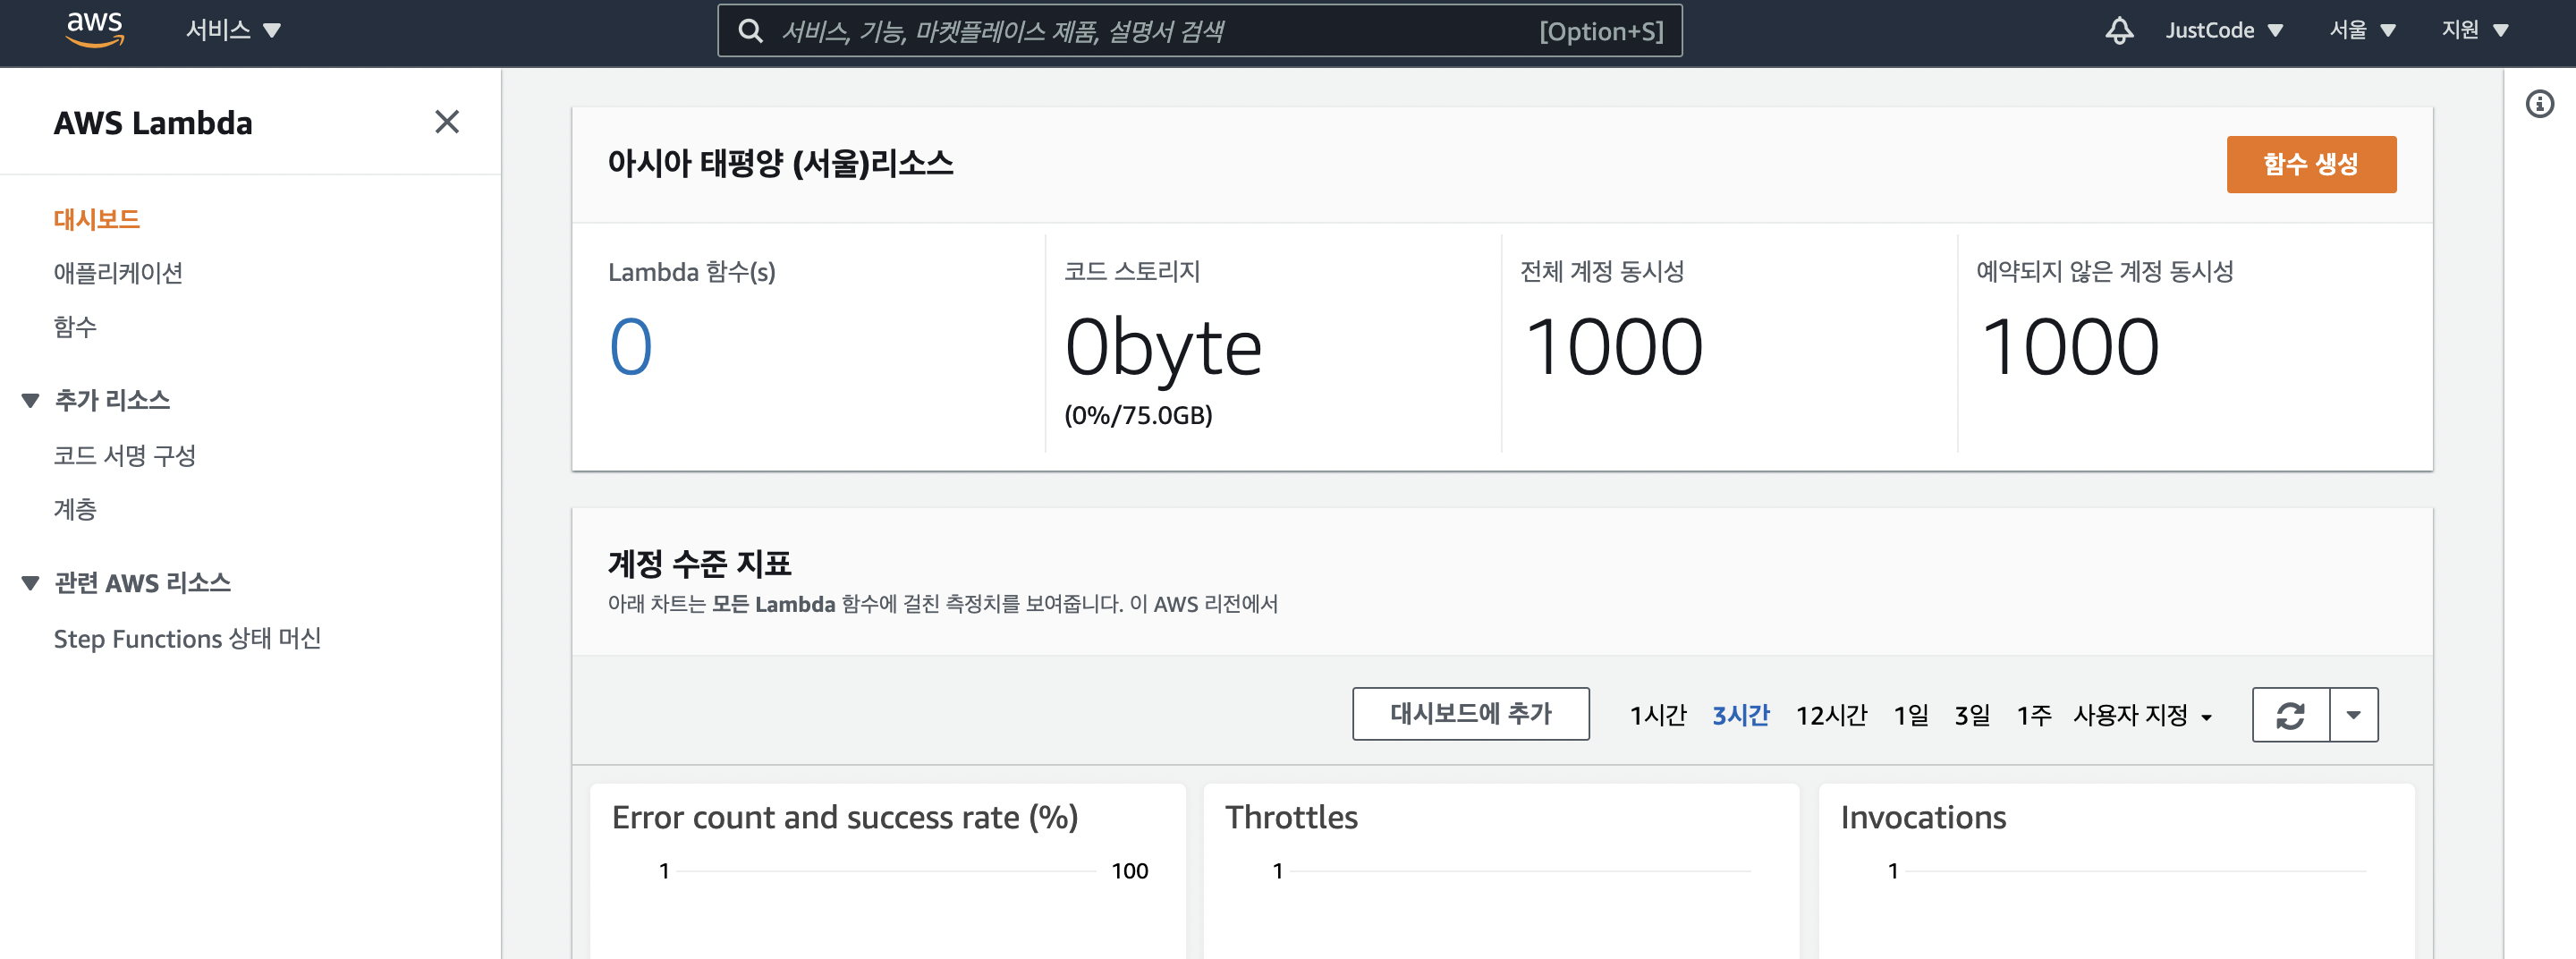 aws 서비스 서비스, 기능, 마켓플레이스 제품, 설명서 검색 [Option+S] JustCode 서울 지원
AWS Lambda
대시보드
애플리케이션
함수
추가 리소스
코드 서명 구성
계층
관련 AWS 리소스
Step Functions 상태 머신
아시아 태평양 (서울)리소스
함수 생성
Lambda 함수(s)
0
코드 스토리지
0byte
(0%/75.0GB)
전체 계정 동시성
1000
예약되지 않은 계정 동시성
1000
계정 수준 지표
아래 차트는 모든 Lambda 함수에 걸친 측정치를 보여줍니다. 이 AWS 리전에서
대시보드에 추가 1시간 3시간 12시간 1일 3일 1주 사용자 지정
Error count and success rate (%)
1 100
Throttles
1
Invocations
1